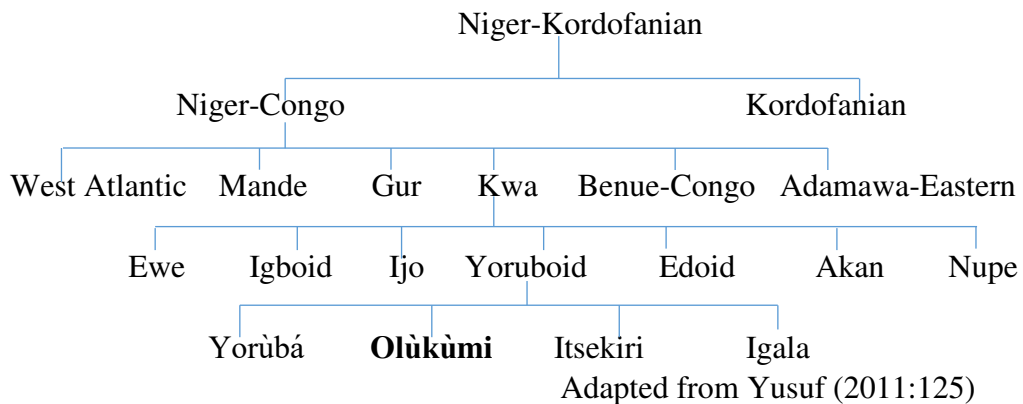 Niger-Kordofanian
Niger-Congo Kordofanian
West Atlantic Mande Gur Kwa Benue-Congo Adamawa-Eastern
Ewe Igboid Ijo Yoruboid Edoid Akan Nupe
Yorùbá Olùkùmi Itsekiri Igala
Adapted from Yusuf (2011:125)